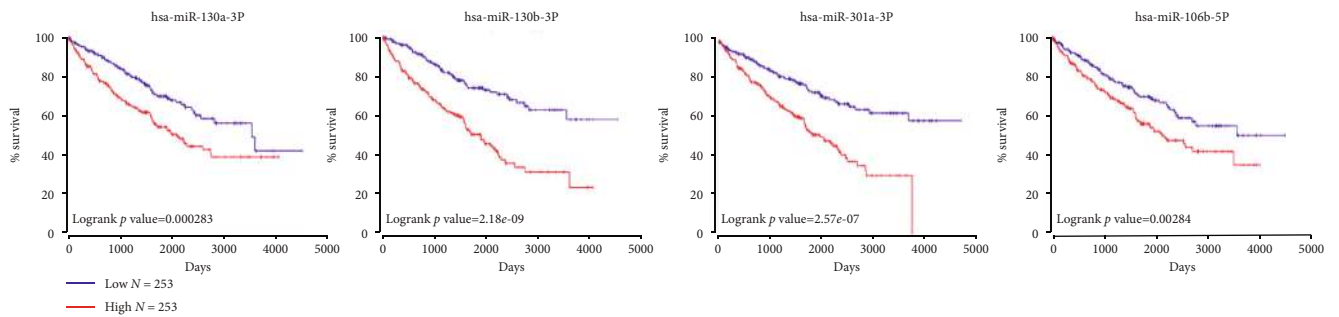 hsa-miR-130a-3P
100
80
60
40
20
0
% survival
Logrank p value=0.000283
0 1000 2000 3000 4000 5000
Days
Low N = 253
High N = 253
hsa-miR-130b-3P
100
80
60
40
20
0
% survival
Logrank p value=2.18e-09
0 1000 2000 3000 4000 5000
Days
hsa-miR-301a-3P
100
80
60
40
20
0
% survival
Logrank p value=2.57e-07
0 1000 2000 3000 4000 5000
Days
hsa-miR-106b-5P
100
80
60
40
20
0
% survival
Logrank p value=0.00284
0 1000 2000 3000 4000 5000
Days